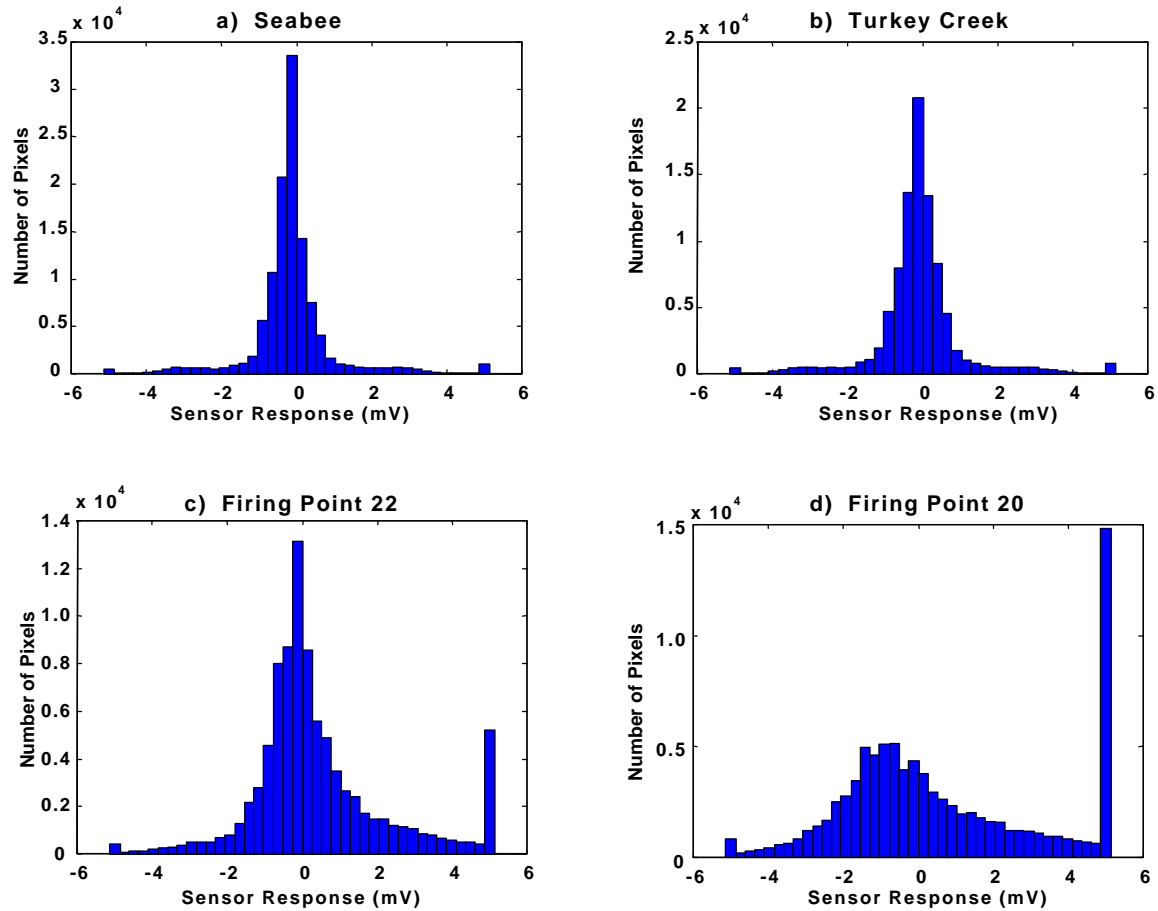 a) Seabee
x 10^4
3.5
3
2.5
2
1.5
1
0.5
0
Number of Pixels
-6 -4 -2 0 2 4 6
Sensor Response (mV)
b) Turkey Creek
x 10^4
2.5
2
1.5
1
0.5
0
Number of Pixels
-6 -4 -2 0 2 4 6
Sensor Response (mV)
c) Firing Point 22
x 10^4
1.4
1.2
1.0
0.8
0.6
0.4
0.2
0
Number of Pixels
-6 -4 -2 0 2 4 6
Sensor Response (mV)
d) Firing Point 20
x 10^4
1.5
1.0
0.5
0
Number of Pixels
-6 -4 -2 0 2 4 6
Sensor Response (mV)